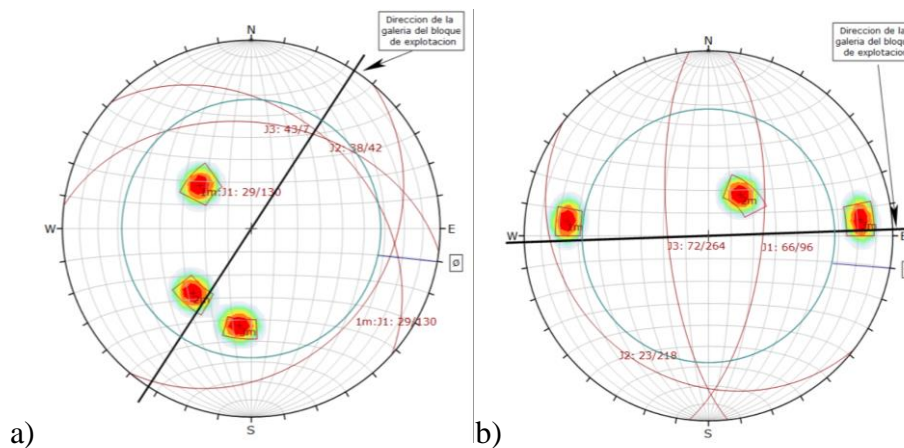 Direccion de la
galeria del bloque
de explotacion
N
J3: 43/7
J2: 38/42
1m:J1: 29/130
W
E
Ø
m
m
1m:J1: 29/130
S
a)
b)
Direccion de la
galeria del bloque
de explotacion
N
m
m
m
W
E
J3: 72/264
J1: 66/96
J2: 23/218
S